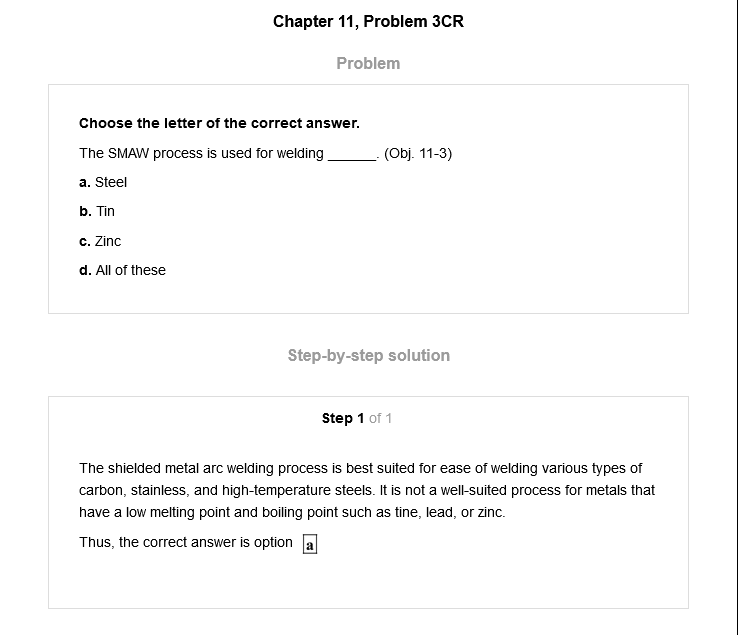 Chapter 11, Problem 3CR
Problem
Choose the letter of the correct answer.
The SMAW process is used for welling ______. (Obj. 11-3)
a. Steel
b. Tin
c. Zinc
d. All of these
Step-by-step solution
Step 1 of 1
The shielded metal arc welding process is best suited for ease of welding various types of
carbon, stainless, and high-temperature steels. It is not a well-suited process for metals that
have a low melting point and boiling point such as tine, lead, or zinc.
Thus, the correct answer is option a